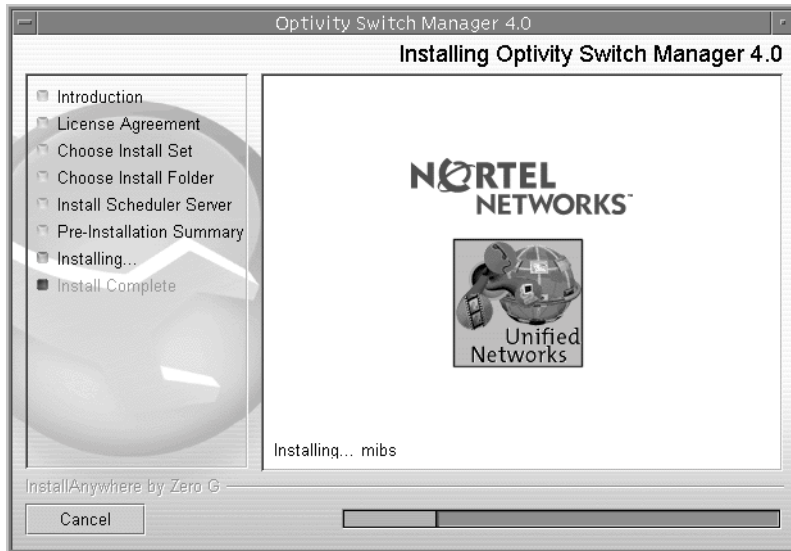 Optivity Switch Manager 4.0
Installing Optivity Switch Manager 4.0
Introduction
License Agreement
Choose Install Set
Choose Install Folder
Install Scheduler Server
Pre-Installation Summary
Installing...
Install Complete
NORTEL
NETWORKS™
Unified
Networks
Installing... mibs
InstallAnywhere by Zero G
Cancel